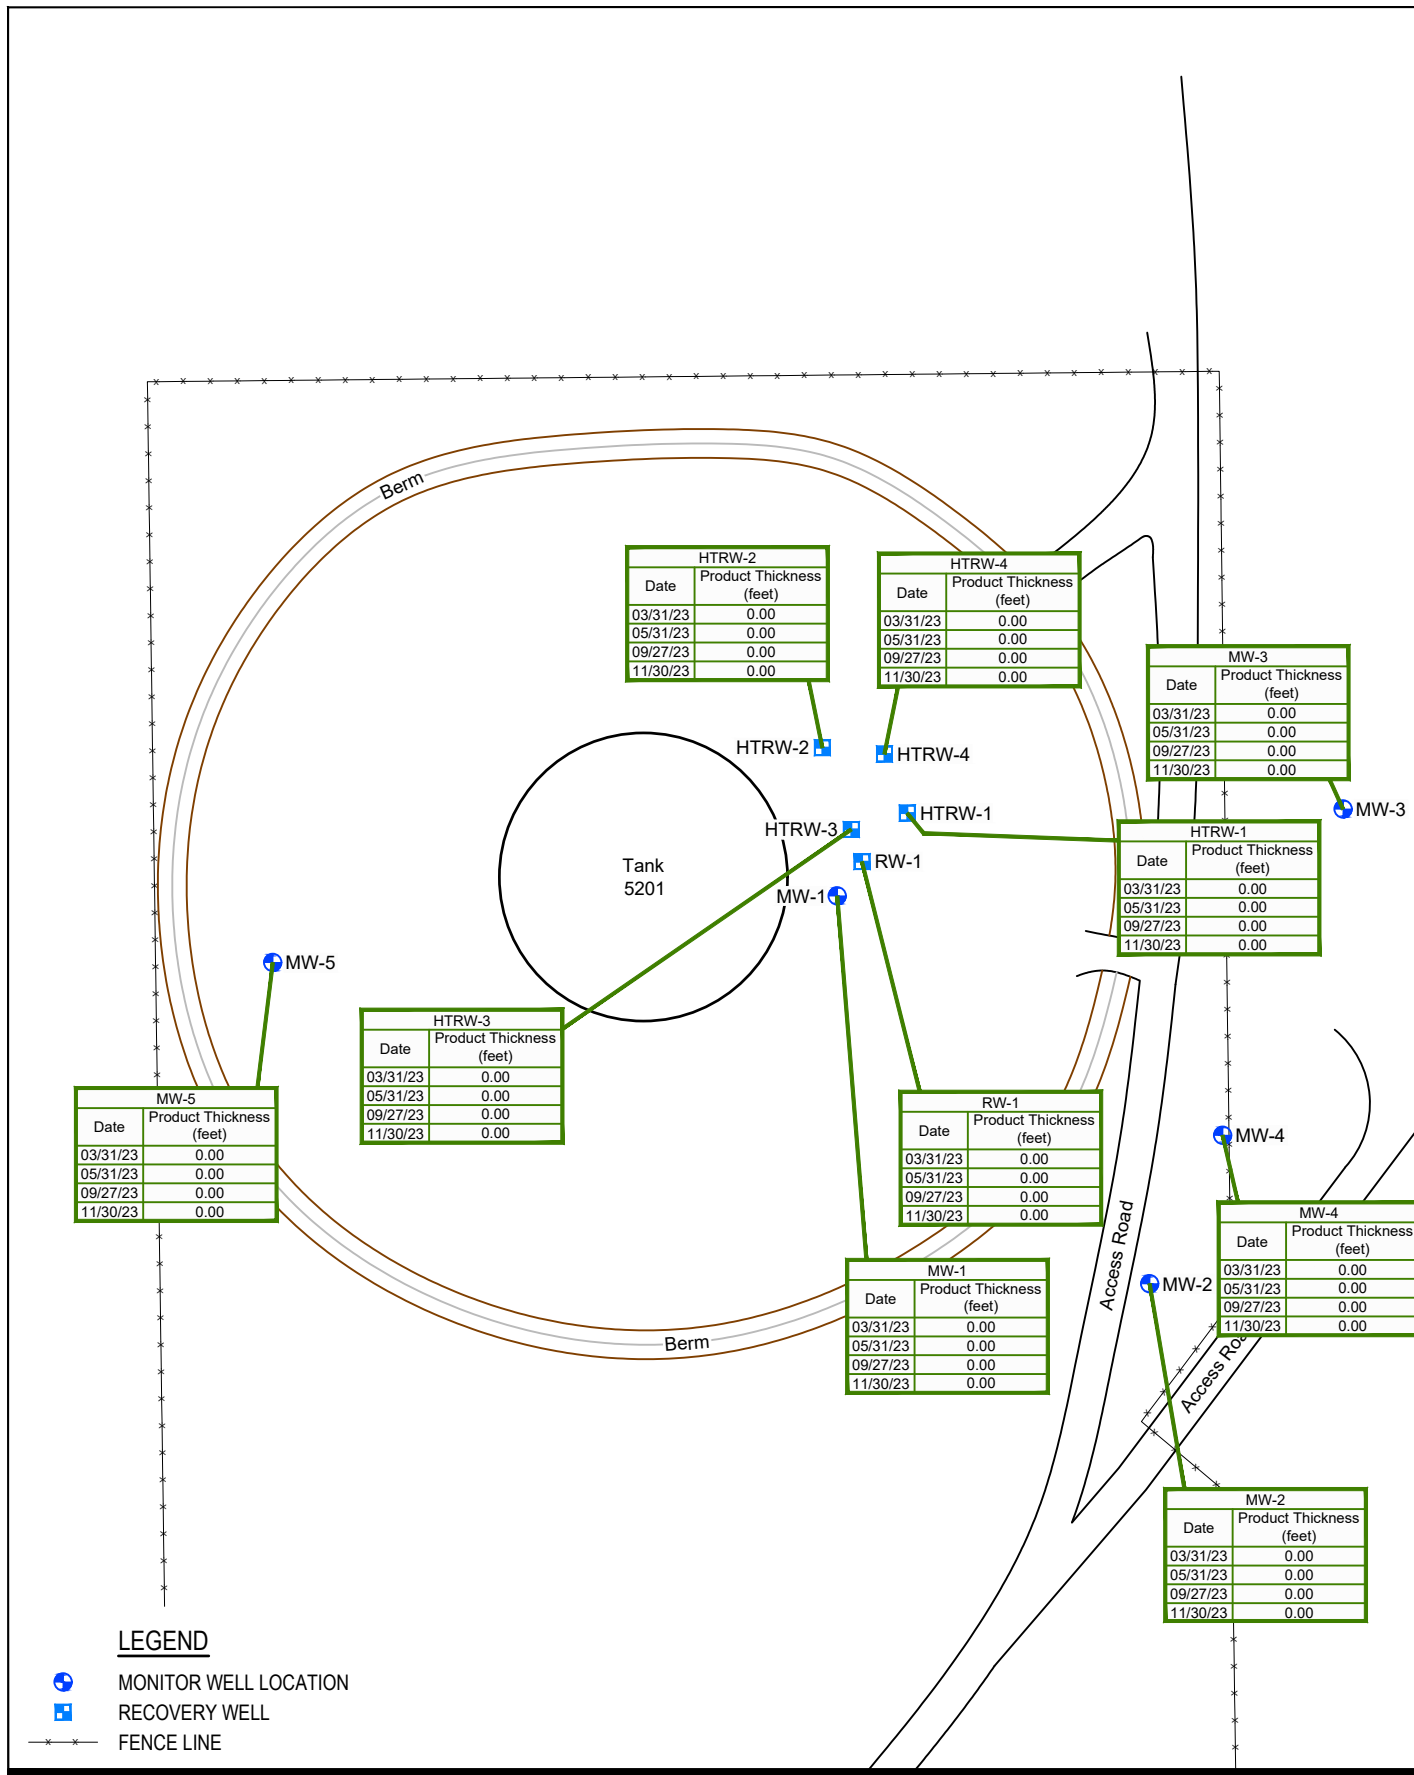 Berm
HTRW-2
Date Product Thickness (feet)
03/31/23 0.00
05/31/23 0.00
09/27/23 0.00
11/30/23 0.00
HTRW-4
Date Product Thickness (feet)
03/31/23 0.00
05/31/23 0.00
09/27/23 0.00
11/30/23 0.00
MW-3
Date Product Thickness (feet)
03/31/23 0.00
05/31/23 0.00
09/27/23 0.00
11/30/23 0.00
HTRW-2
HTRW-4
MW-3
HTRW-1
HTRW-3
RW-1
MW-1
Tank
5201
HTRW-1
Date Product Thickness (feet)
03/31/23 0.00
05/31/23 0.00
09/27/23 0.00
11/30/23 0.00
MW-5
HTRW-3
Date Product Thickness (feet)
03/31/23 0.00
05/31/23 0.00
09/27/23 0.00
11/30/23 0.00
MW-5
Date Product Thickness (feet)
03/31/23 0.00
05/31/23 0.00
09/27/23 0.00
11/30/23 0.00
RW-1
Date Product Thickness (feet)
03/31/23 0.00
05/31/23 0.00
09/27/23 0.00
11/30/23 0.00
MW-4
MW-4
Date Product Thickness (feet)
03/31/23 0.00
05/31/23 0.00
09/27/23 0.00
11/30/23 0.00
Access Road
MW-2
MW-1
Date Product Thickness (feet)
03/31/23 0.00
05/31/23 0.00
09/27/23 0.00
11/30/23 0.00
Berm
Access Roa
MW-2
Date Product Thickness (feet)
03/31/23 0.00
05/31/23 0.00
09/27/23 0.00
11/30/23 0.00
LEGEND
MONITOR WELL LOCATION
RECOVERY WELL
FENCE LINE